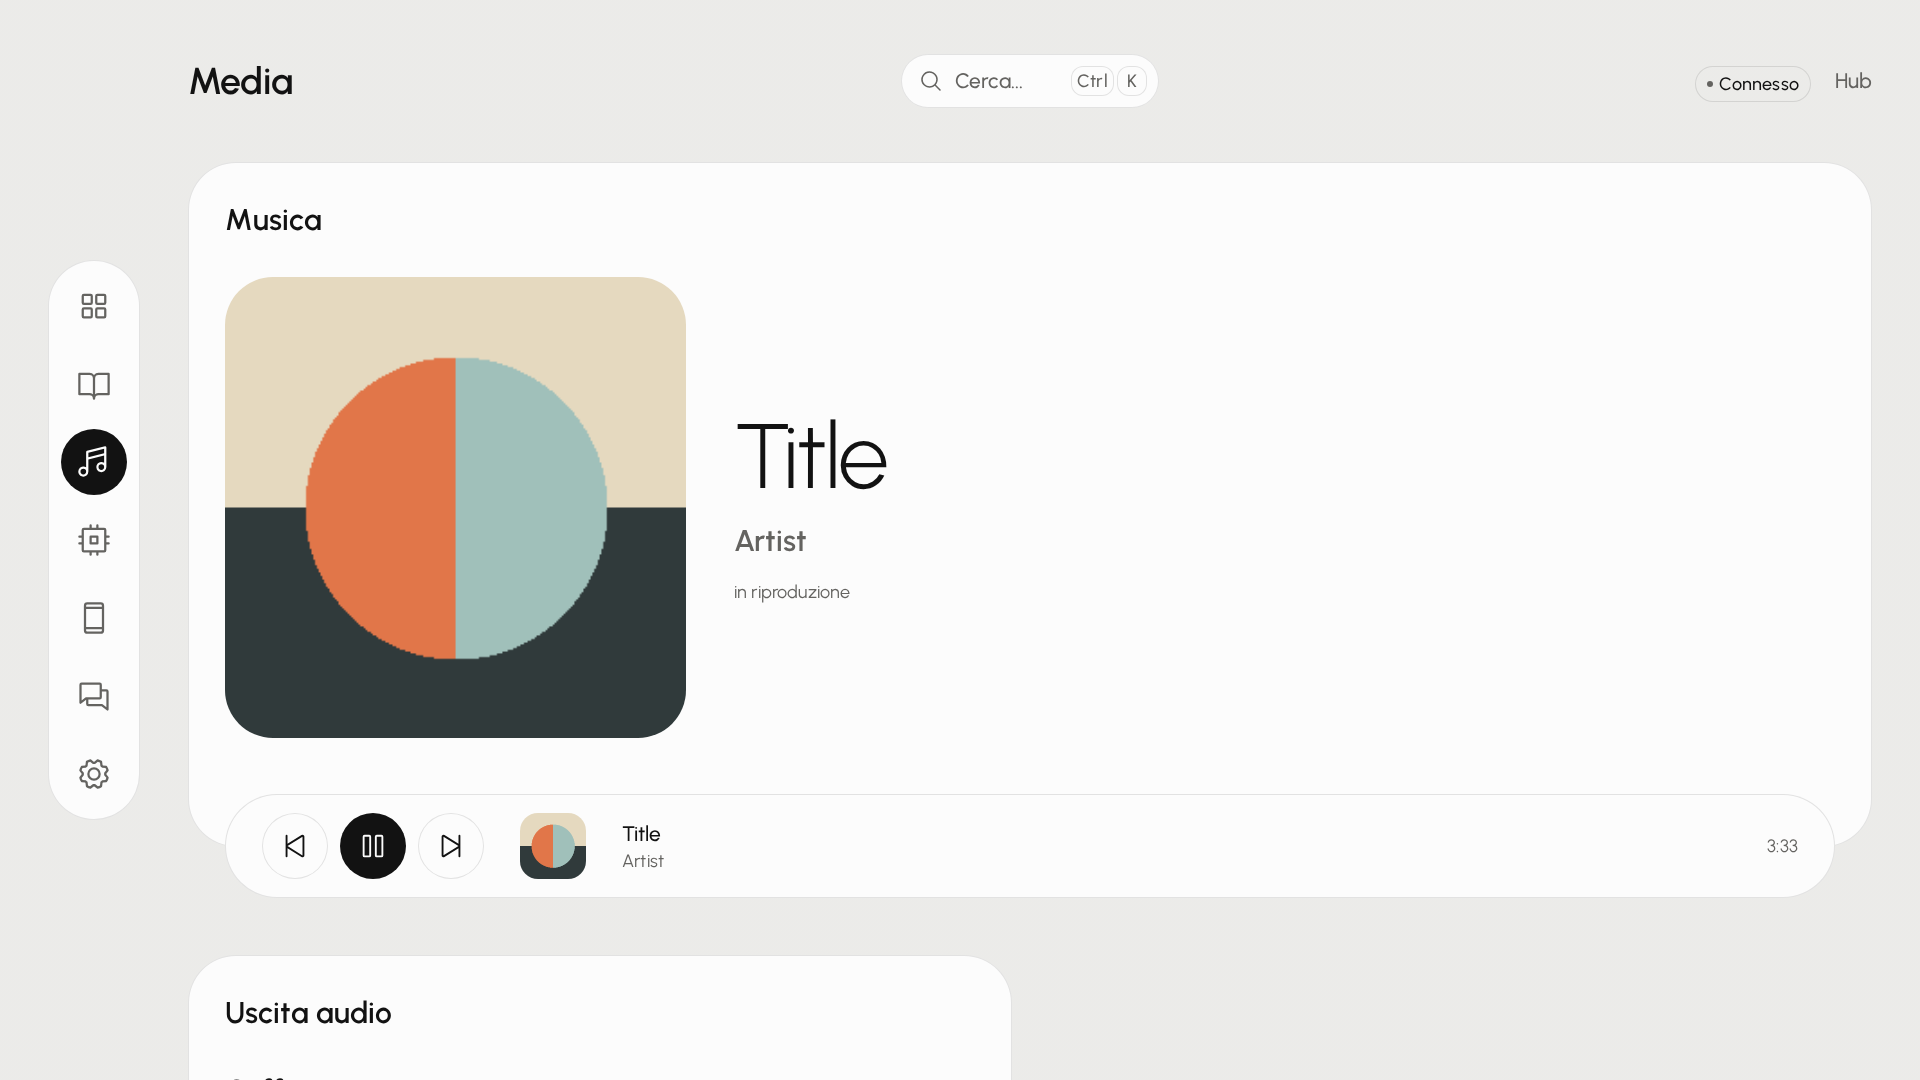 Media
Cerca...
Ctrl K
Connesso
Hub
Musica
Title
Artist
in riproduzione
Title
Artist
3:33
Uscita audio